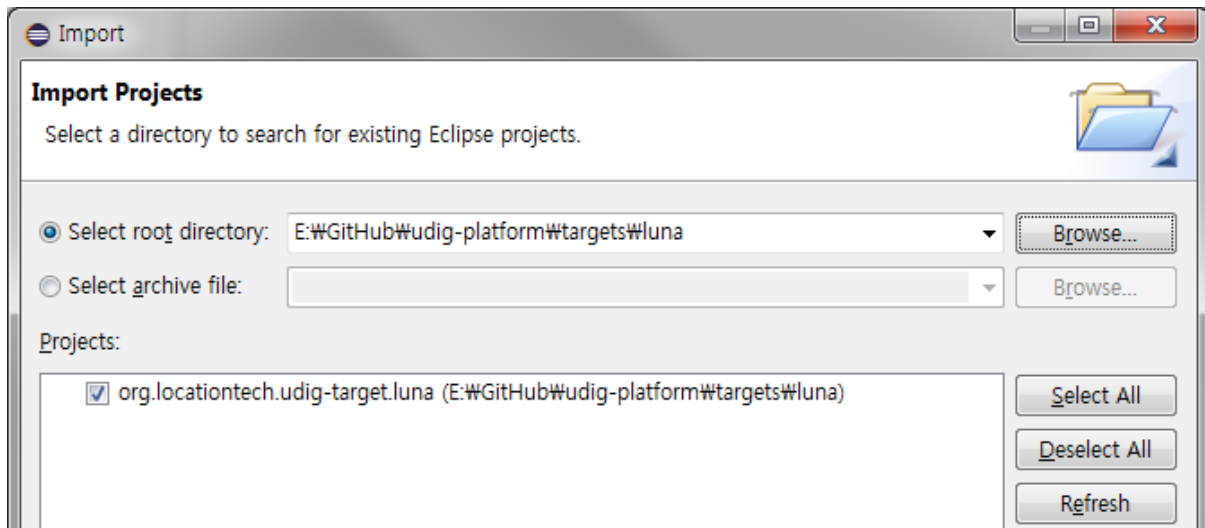 Import
Import Projects
Select a directory to search for existing Eclipse projects.
Select root directory: E:₩GitHub₩udig-platform₩targets₩luna Browse...
Select archive file: Browse...
Projects:
org.locationtech.udig-target.luna (E:₩GitHub₩udig-platform₩targets₩luna)
Select All
Deselect All
Refresh